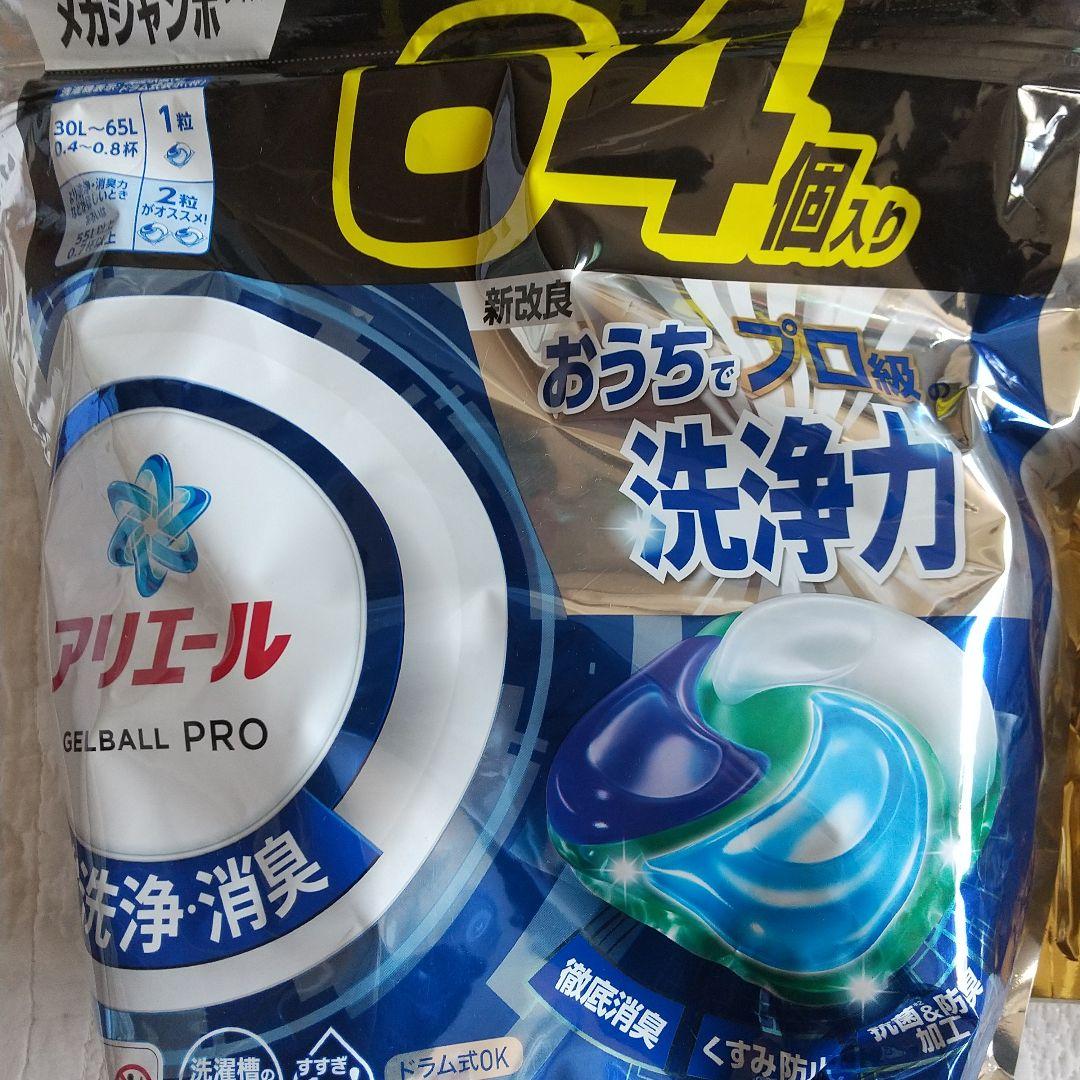 メガジャンボ
64個入り
30L～65L
0.4～0.8杯
1粒
2粒
がオススメ!
新改良
おうちでプロ級の
洗浄力
アリエール
GELBALL PRO
洗浄・消臭
徹底消臭
くすみ防止
抗菌&防臭
加工
洗濯槽の
すすぎ
ドラム式OK